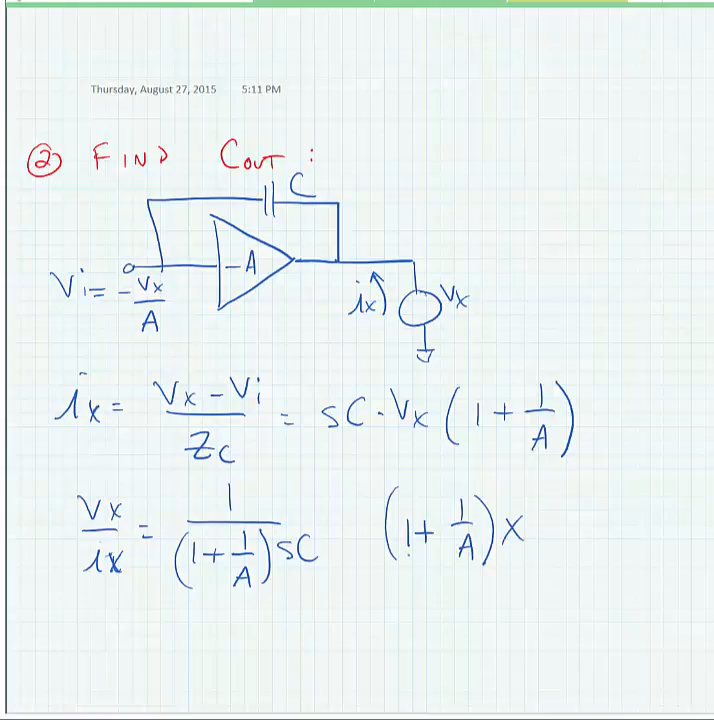 Thursday, August 27, 2015 5:11 PM
② FIND COUT :
C
-A
Vi = -Vx/A
ix
Vx
ix = (Vx - Vi)/Zc = sC · Vx (1 + 1/A)
Vx/ix = 1/((1 + 1/A) sC) (1 + 1/A) X